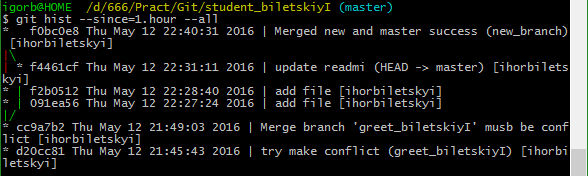 igorb@HOME /d/666/Pract/Git/student_biletskiyI (master)
$ git hist --since=1.hour --all
*   f0bc0e8 Thu May 12 22:40:31 2016 | Merged new and master success (new_branch)
 [ihorbiletskyi]
|\
| * f4461cf Thu May 12 22:31:11 2016 | update readmi (HEAD -> master) [ihorbilets
kyi]
* | f2b0512 Thu May 12 22:28:40 2016 | add file [ihorbiletskyi]
* | 091ea56 Thu May 12 22:27:24 2016 | add file [ihorbiletskyi]
|/
* cc9a7b2 Thu May 12 21:49:03 2016 | Merge branch 'greet_biletskiyI' musb be conf
lict [ihorbiletskyi]
* d20cc81 Thu May 12 21:45:43 2016 | try make conflict (greet_biletskiyI) [ihorbi
letskyi]